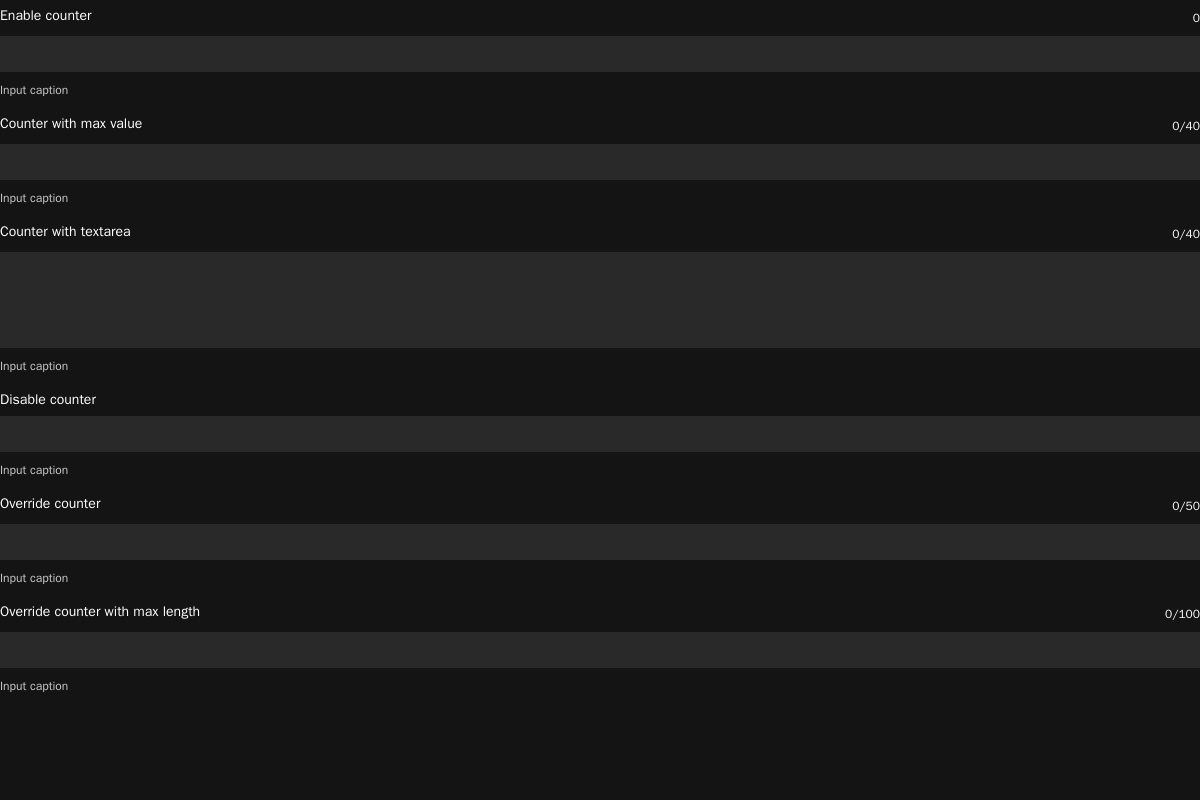 Enable counter 0
Input caption
Counter with max value 0/40
Input caption
Counter with textarea 0/40
Input caption
Disable counter
Input caption
Override counter 0/50
Input caption
Override counter with max length 0/100
Input caption